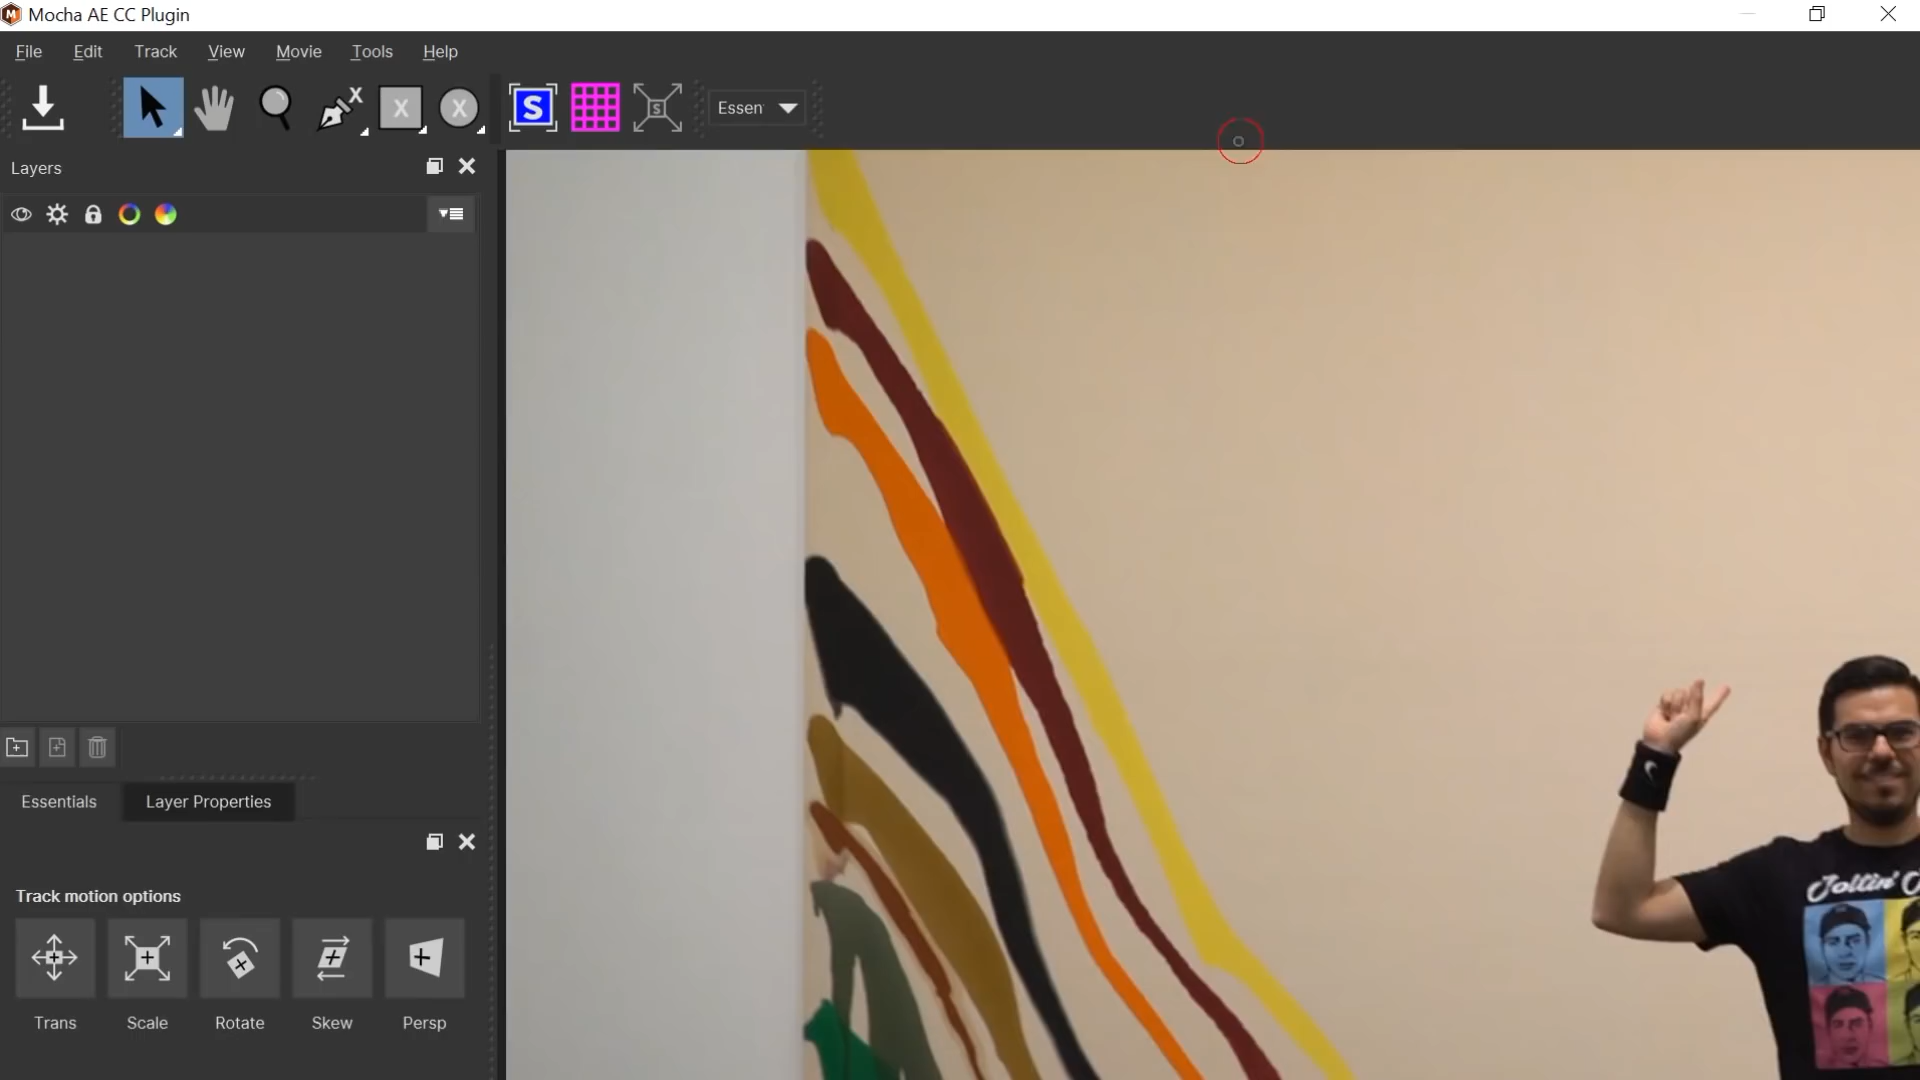 Mocha AE CC Plugin
File Edit Track View Movie Tools Help
X X X S S Essen
Layers
Essentials Layer Properties
Track motion options
Trans Scale Rotate Skew Persp